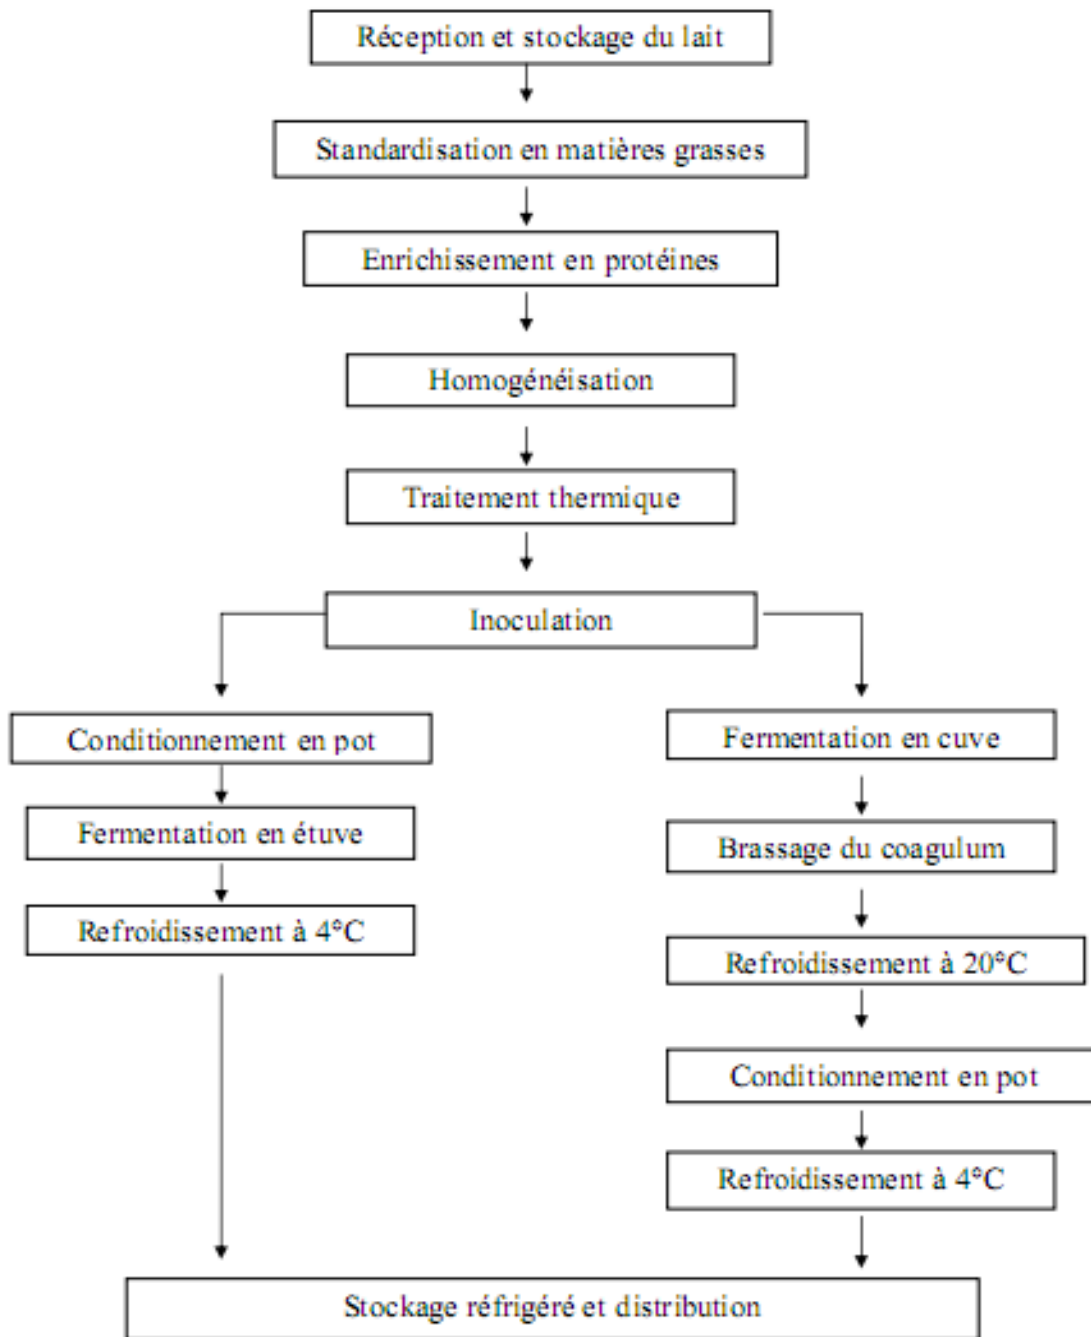 Réception et stockage du lait
Standardisation en matières grasses
Enrichissement en protéines
Homogénéisation
Traitement thermique
Inoculation
Conditionnement en pot
Fermentation en étuve
Refroidissement à 4°C
Fermentation en cuve
Brassage du coagulum
Refroidissement à 20°C
Conditionnement en pot
Refroidissement à 4°C
Stockage réfrigéré et distribution